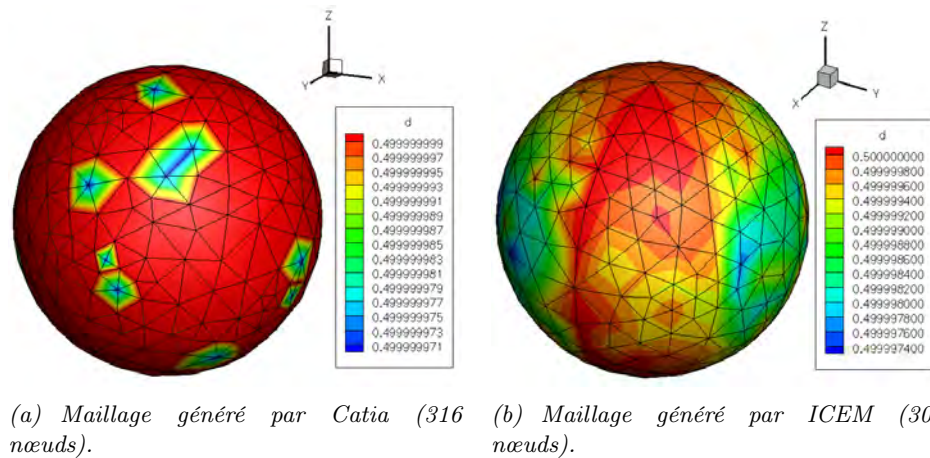 Z
X
Y
d
0.499999999
0.499999997
0.499999995
0.499999993
0.499999991
0.499999989
0.499999987
0.499999985
0.499999983
0.499999981
0.499999979
0.499999977
0.499999975
0.499999973
0.499999971
Z
X
Y
d
0.500000000
0.499999800
0.499999600
0.499999400
0.499999200
0.499999000
0.499998800
0.499998600
0.499998400
0.499998200
0.499998000
0.499997800
0.499997600
0.499997400
(a) Maillage généré par Catia (316
nœuds).
(b) Maillage généré par ICEM (30
nœuds).